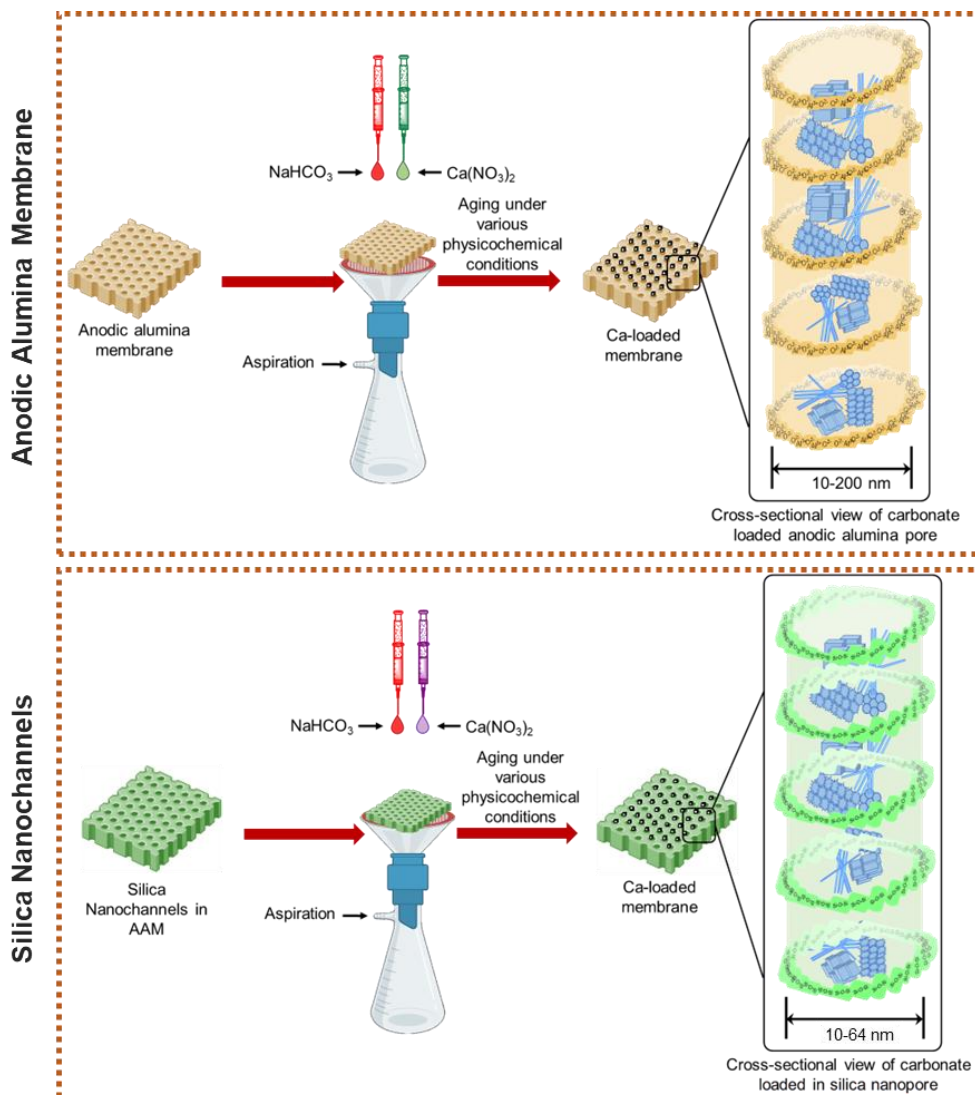 Anodic Alumina Membrane
NaHCO₃
Ca(NO₃)₂
Aging under
various
physicochemical
conditions
Anodic alumina
membrane
Aspiration
Ca-loaded
membrane
10-200 nm
Cross-sectional view of carbonate
loaded anodic alumina pore
Silica Nanochannels
NaHCO₃
Ca(NO₃)₂
Aging under
various
physicochemical
conditions
Silica
Nanochannels in
AAM
Aspiration
Ca-loaded
membrane
10-64 nm
Cross-sectional view of carbonate
loaded in silica nanopore